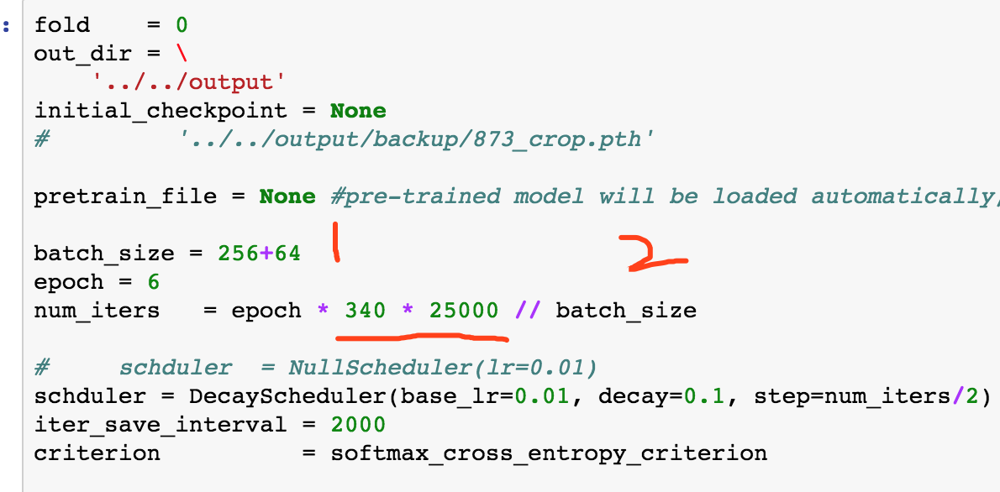 :
fold    = 0
out_dir = \
    '../../output'
initial_checkpoint = None
#         '../../output/backup/873_crop.pth'
pretrain_file = None #pre-trained model will be loaded automatically,
1
2
batch_size = 256+64
epoch = 6
num_iters   = epoch * 340 * 25000 // batch_size
#     schduler  = NullScheduler(lr=0.01)
schduler = DecayScheduler(base_lr=0.01, decay=0.1, step=num_iters/2)
iter_save_interval = 2000
criterion          = softmax_cross_entropy_criterion